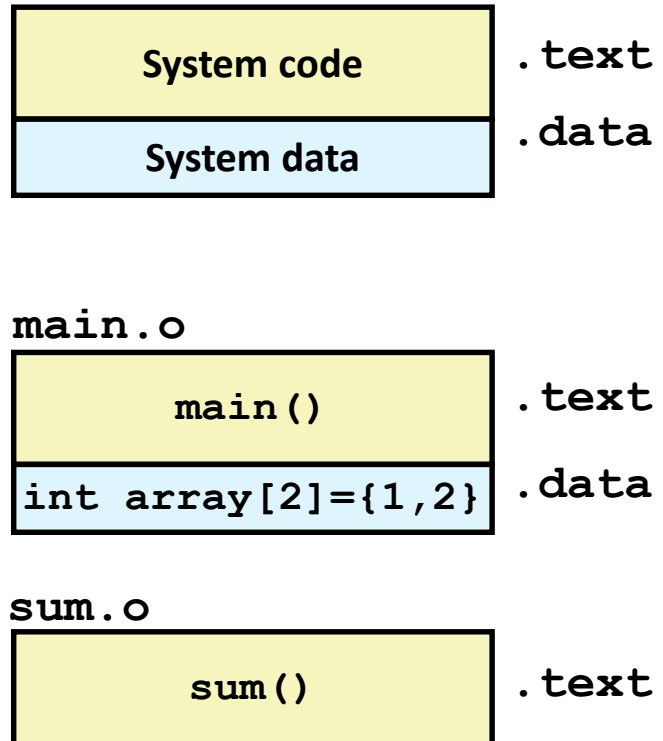 System code .text
System data .data
main.o
main() .text
int array[2]={1,2} .data
sum.o
sum() .text